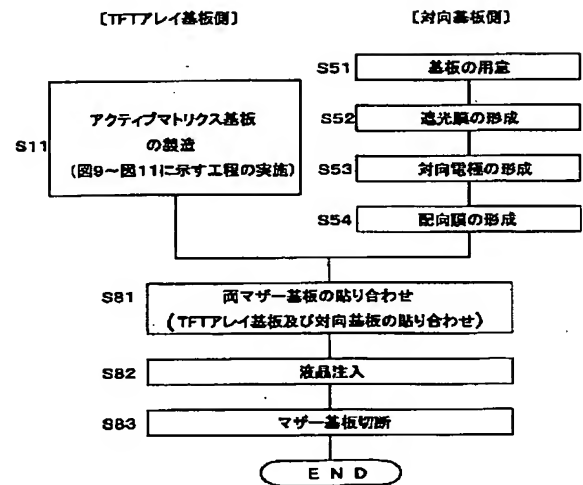 〔TFTアレイ基板側〕
〔対向基板側〕
S11
アクティブマトリクス基板
の製造
(図9～図11に示す工程の実施)
S51
基板の用意
S52
遮光膜の形成
S53
対向電極の形成
S54
配向膜の形成
S81
両マザー基板の貼り合わせ
(TFTアレイ基板及び対向基板の貼り合わせ)
S82
液晶注入
S83
マザー基板切断
END